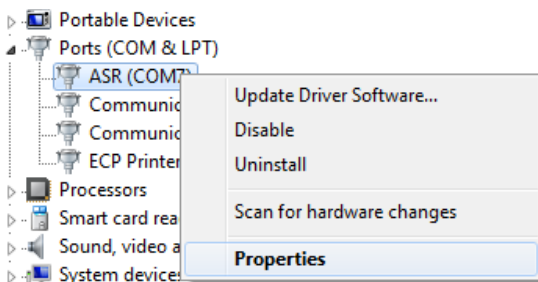 Portable Devices
Ports (COM & LPT)
ASR (COM7)
Communic
Communic
ECP Printer
Processors
Smart card rea
Sound, video a
System devices
Update Driver Software...
Disable
Uninstall
Scan for hardware changes
Properties